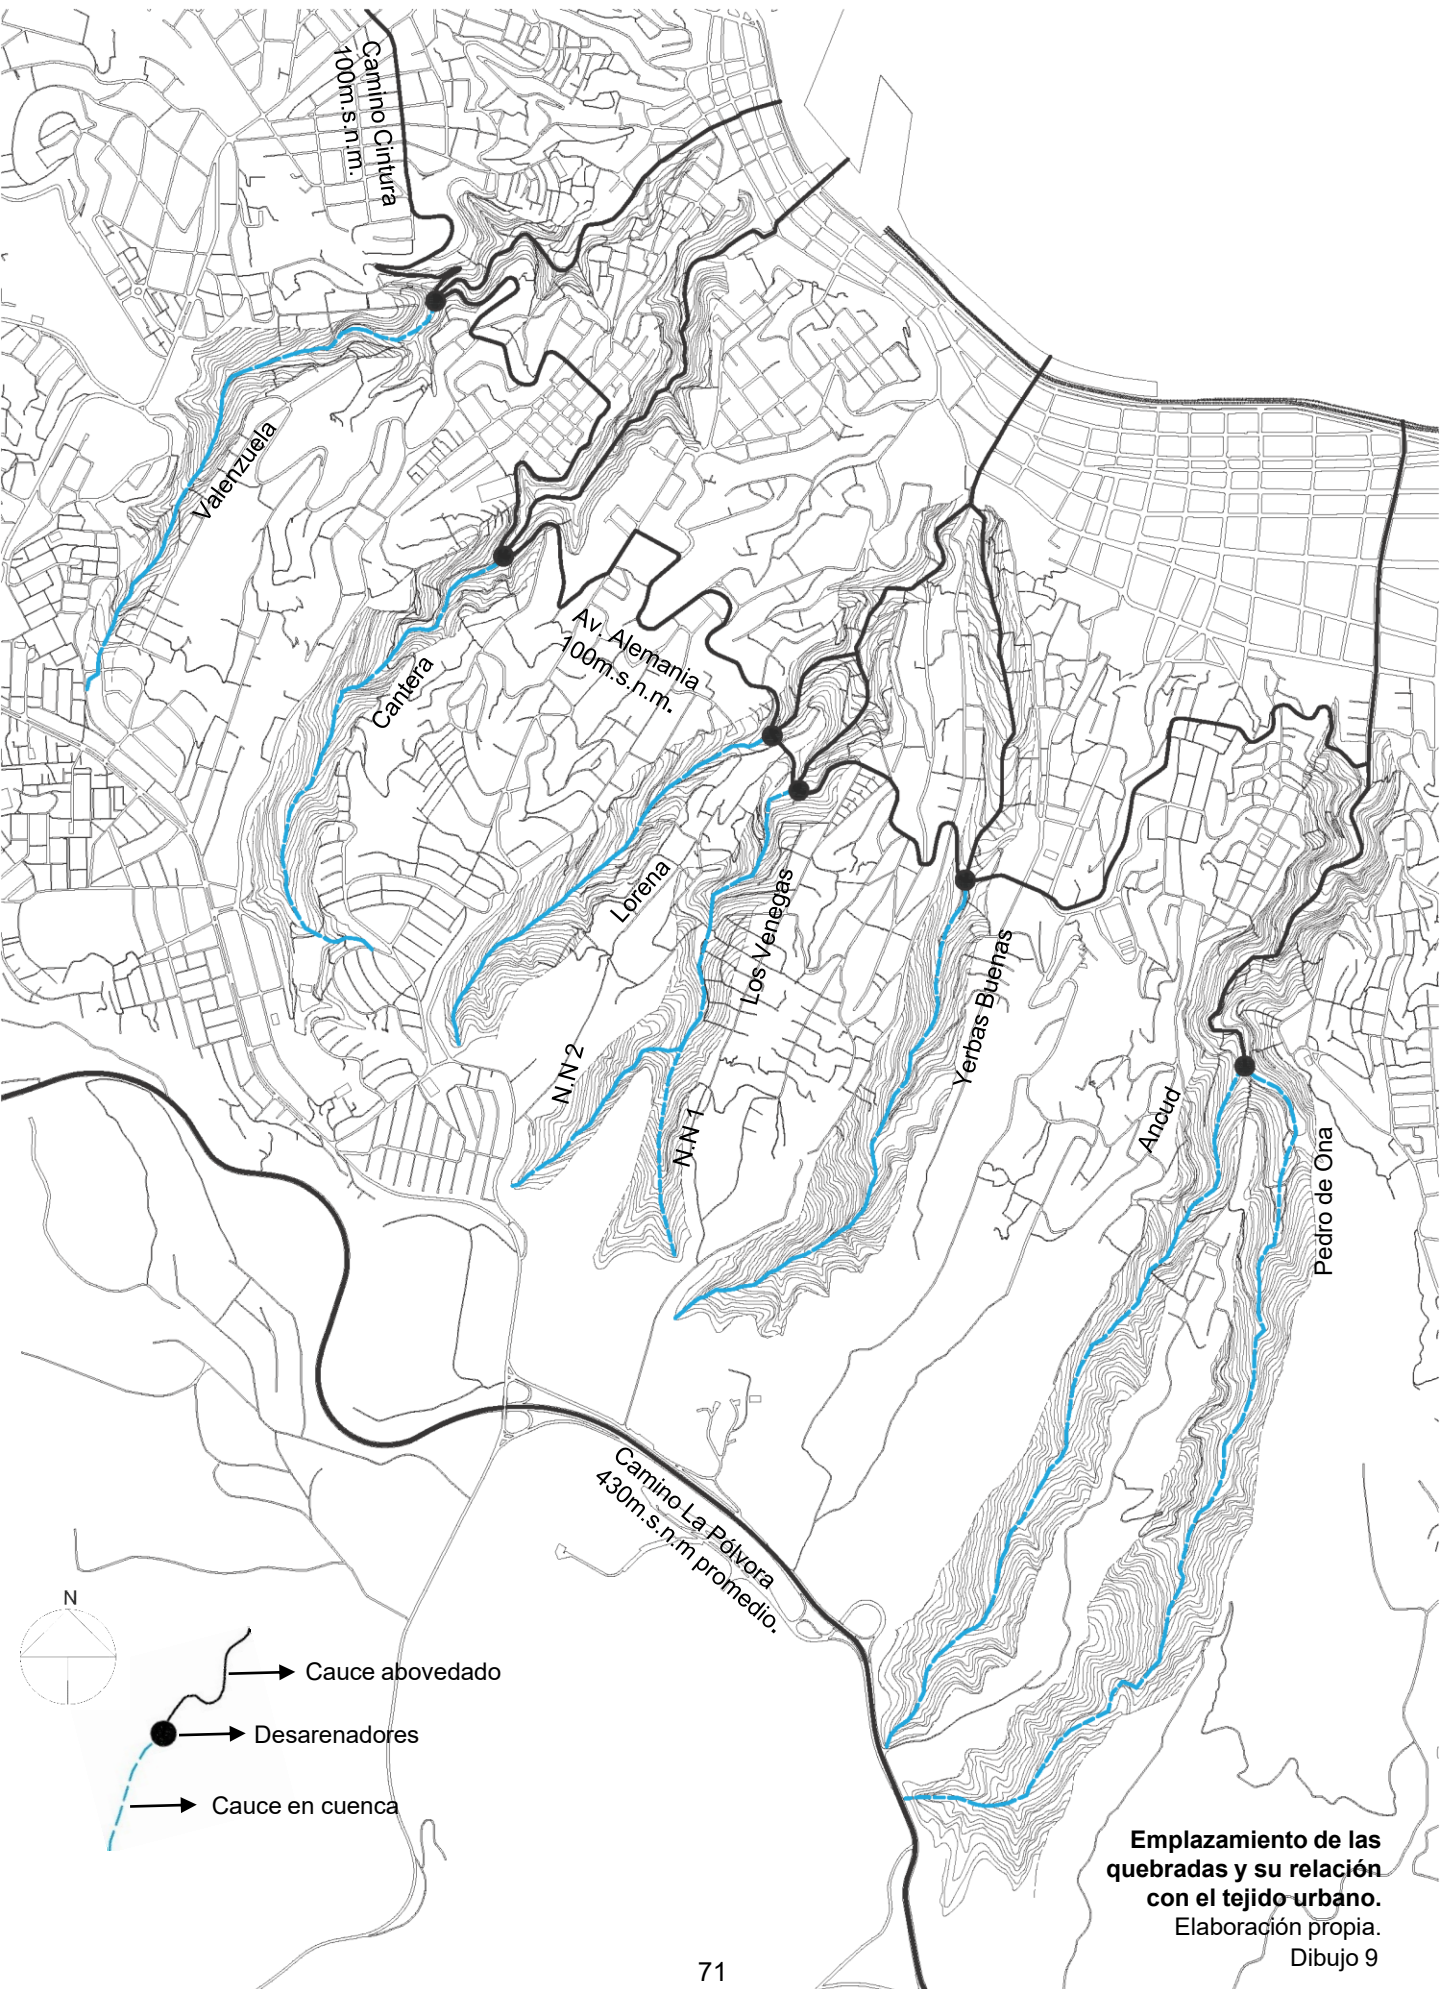 Camino Cintura
100m.s.n.m.
Valenzuela
Cantera
Av. Alemania
100m.s.n.m.
Lorena
Los Venegas
N.N 2
N.N 1
Yerbas Buenas
Ancud
Pedro de Ona
Camino La Pólvora
430m.s.n.m promedio.
N
Cauce abovedado
Desarenadores
Cauce en cuenca
Emplazamiento de las
quebradas y su relación
con el tejido urbano.
Elaboración propia.
Dibujo 9
71